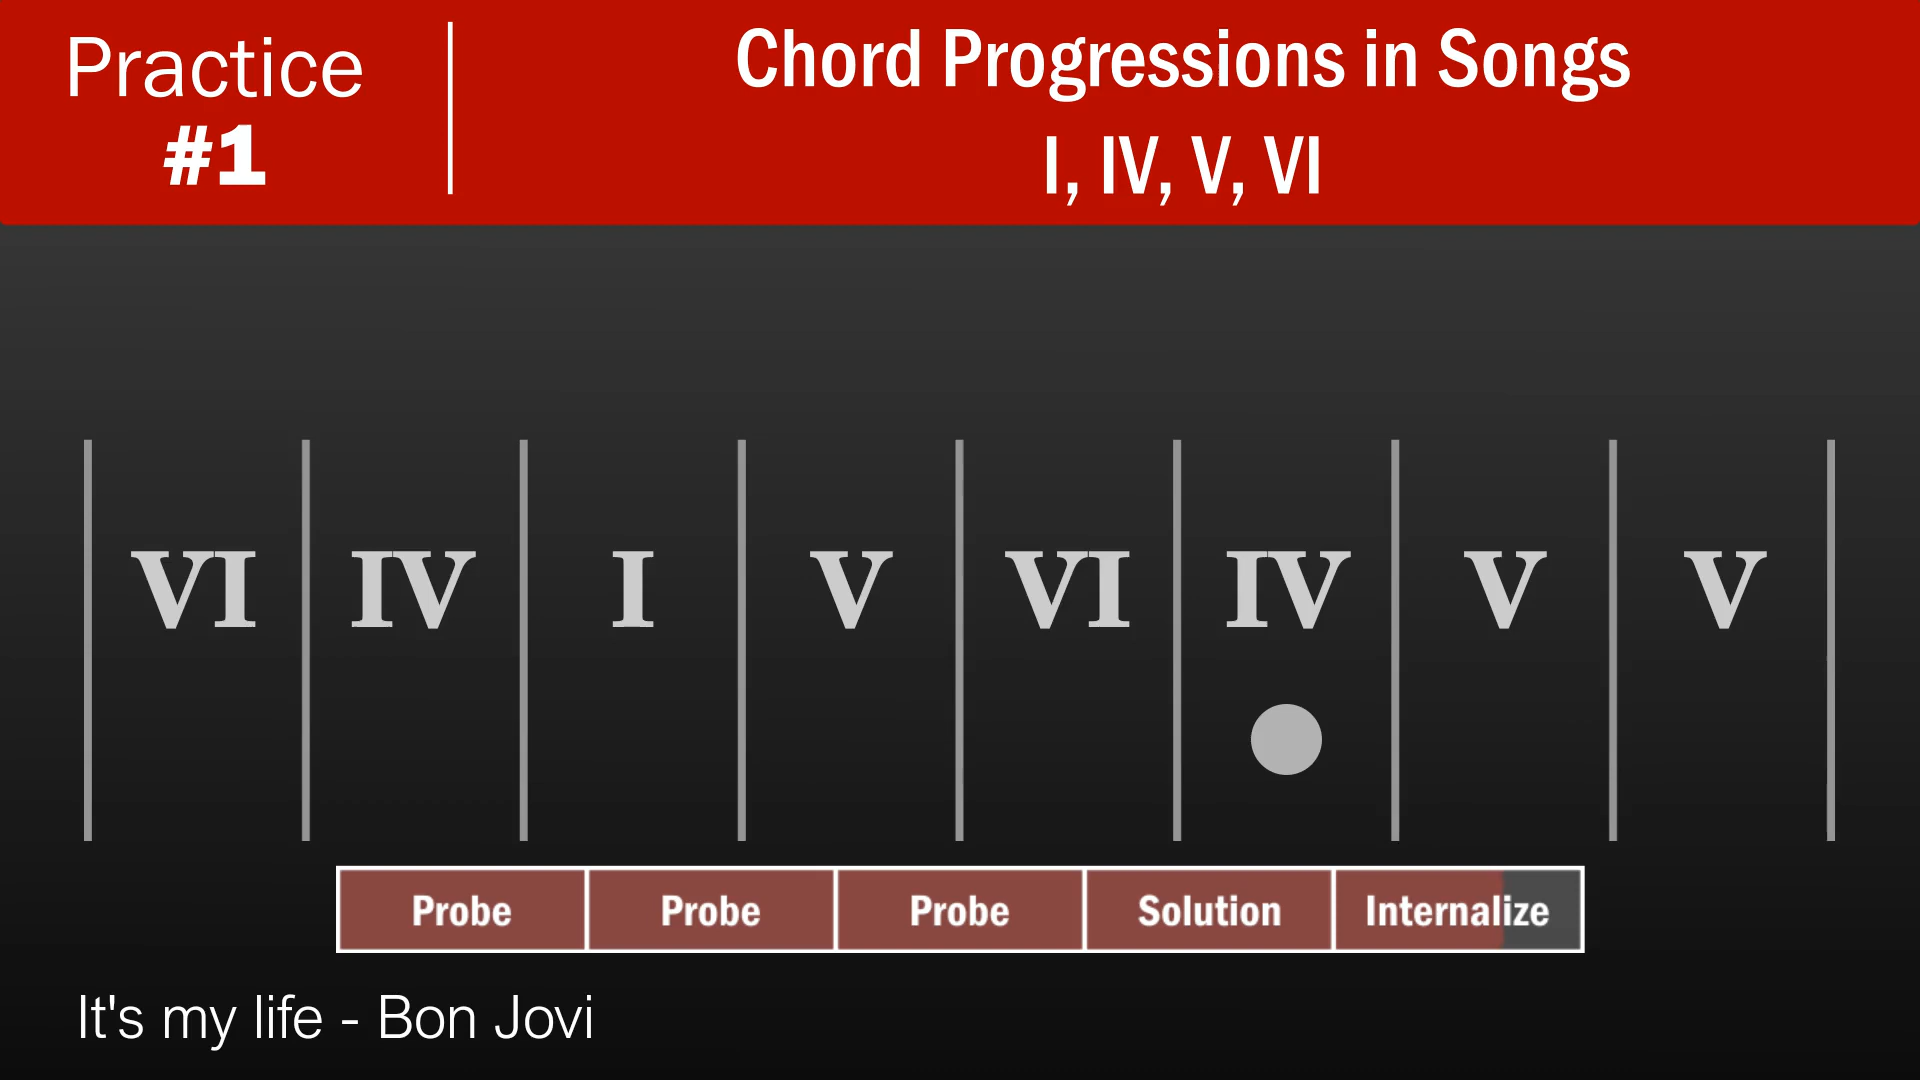 Practice
#1
Chord Progressions in Songs
I, IV, V, VI
VI IV I V VI IV V V
Probe Probe Probe Solution Internalize
It's my life - Bon Jovi